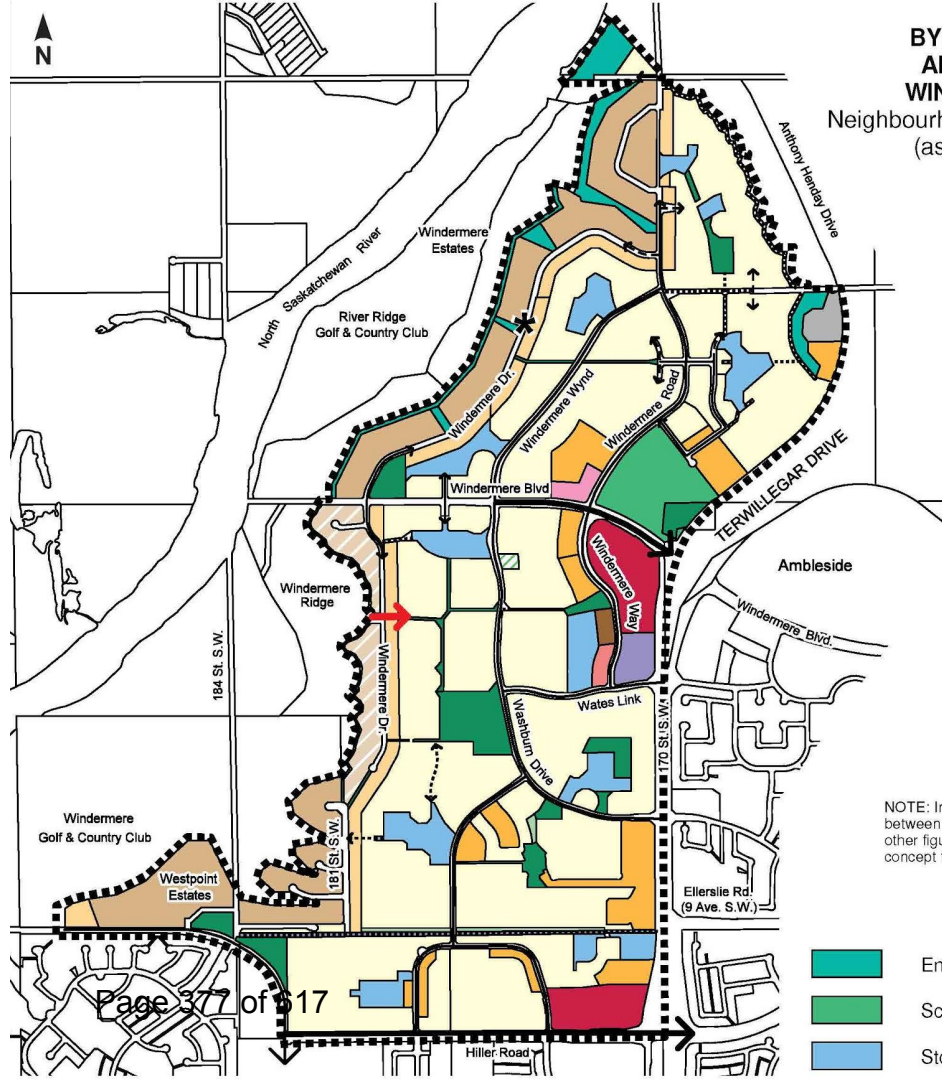 N
BY
AI
WIN
Neighbourh
(as
Anthony Henday Drive
North Saskatchewan River
Windermere
Estates
River Ridge
Golf & Country Club
Windermere Dr.
Windermere Wynd
Windermere Road
TERWILLEGAR DRIVE
Windermere Blvd
Ambleside
Windermere Blvd.
Windermere
Ridge
Windermere Way
184 St. S.W.
Windermere Dr.
Wates Link
Washburn Drive
170 St. S.W.
NOTE: In
between
other figu
concept
Windermere
Golf & Country Club
181 St. S.W.
Westpoint
Estates
Ellerslie Rd.
(9 Ave. S.W.)
En
Sc
Sto
Page 377 of 617
Hiller Road